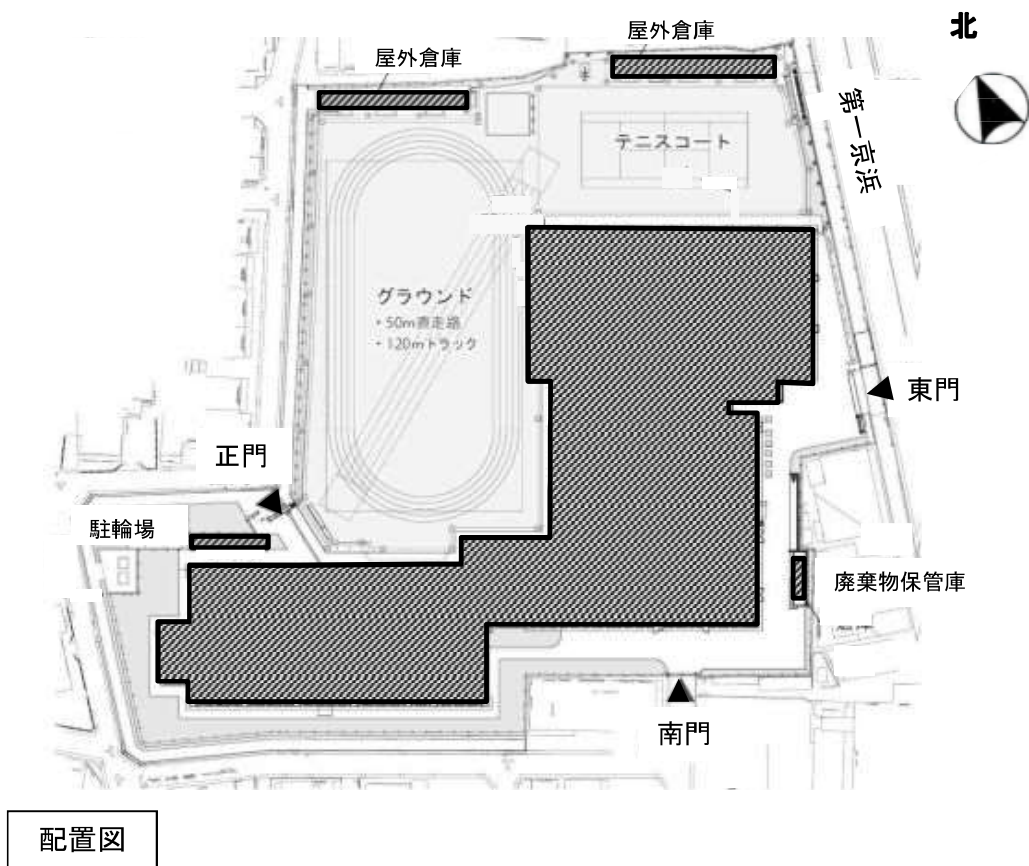 北
屋外倉庫
屋外倉庫
第一京浜
テニスコート
グラウンド
・50m直走路
・120mトラック
東門
正門
駐輪場
廃棄物保管庫
南門
配置図